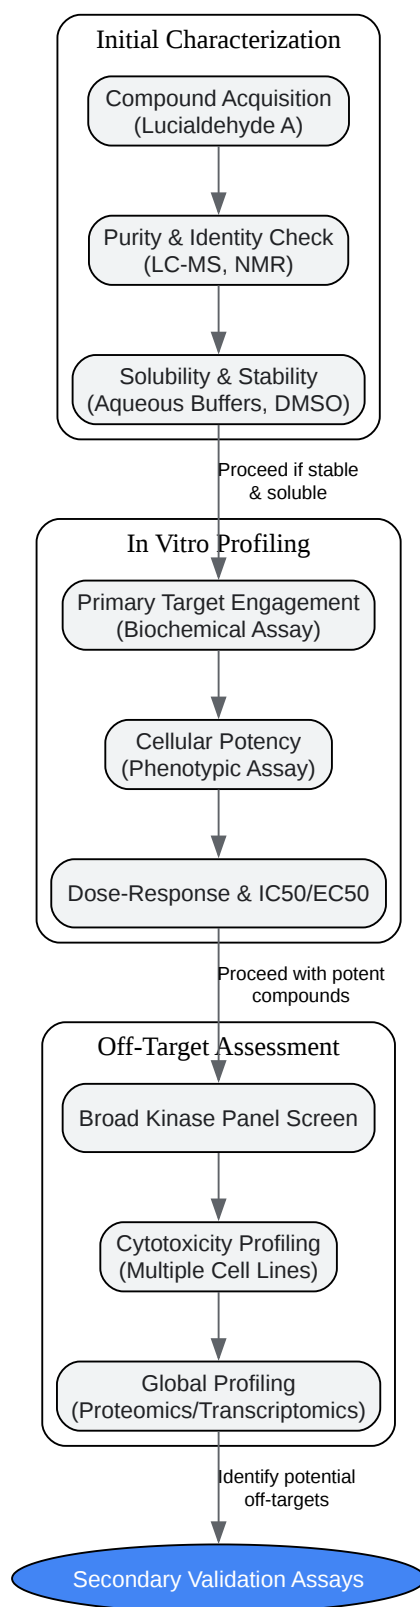 Initial Characterization
Compound Acquisition
(Lucialdehyde A)
Purity & Identity Check
(LC-MS, NMR)
Solubility & Stability
(Aqueous Buffers, DMSO)
Proceed if stable
& soluble
In Vitro Profiling
Primary Target Engagement
(Biochemical Assay)
Cellular Potency
(Phenotypic Assay)
Dose-Response & IC50/EC50
Proceed with potent
compounds
Off-Target Assessment
Broad Kinase Panel Screen
Cytotoxicity Profiling
(Multiple Cell Lines)
Global Profiling
(Proteomics/Transcriptomics)
Identify potential
off-targets
Secondary Validation Assays